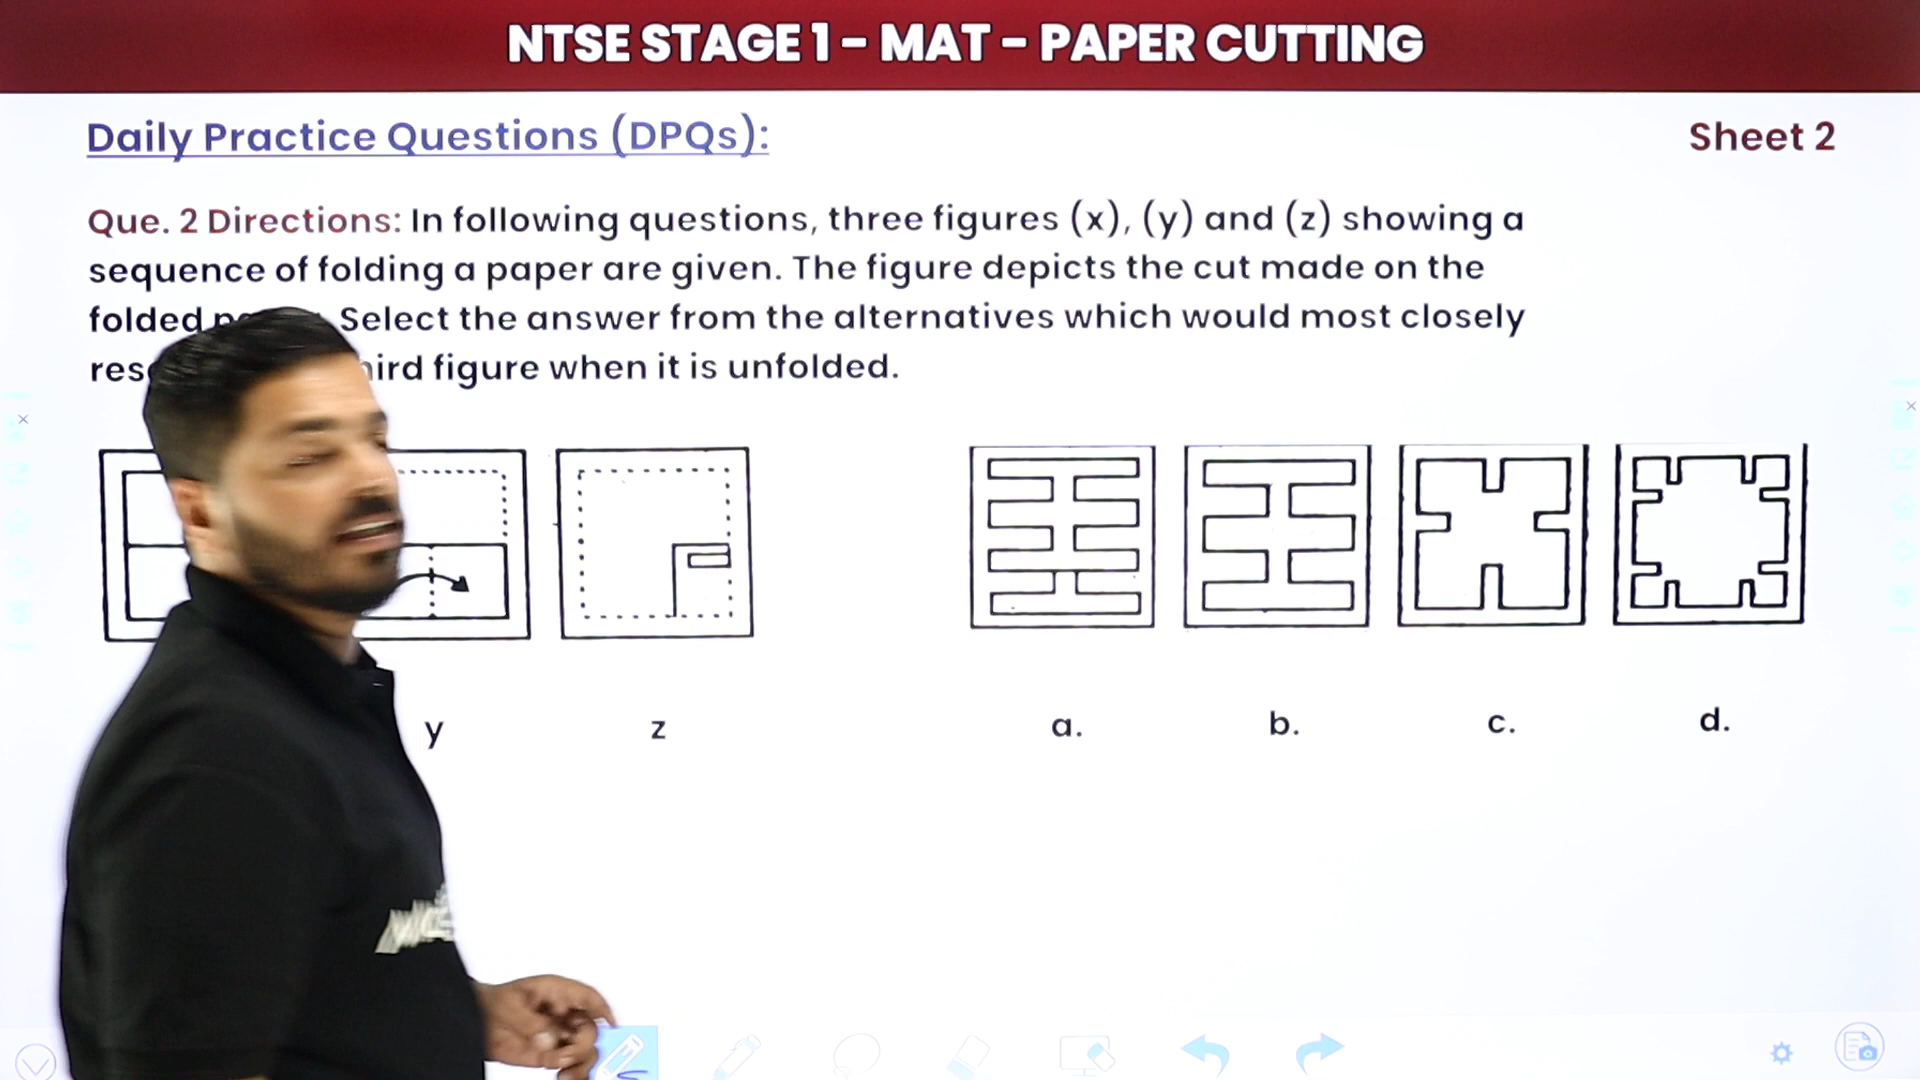 NTSE STAGE 1 - MAT - PAPER CUTTING
Daily Practice Questions (DPQs):
Sheet 2
Que. 2 Directions: In following questions, three figures (x), (y) and (z) showing a
sequence of folding a paper are given. The figure depicts the cut made on the
folded Select the answer from the alternatives which would most closely
figure when it is unfolded.
y
z
a.
b.
c.
d.